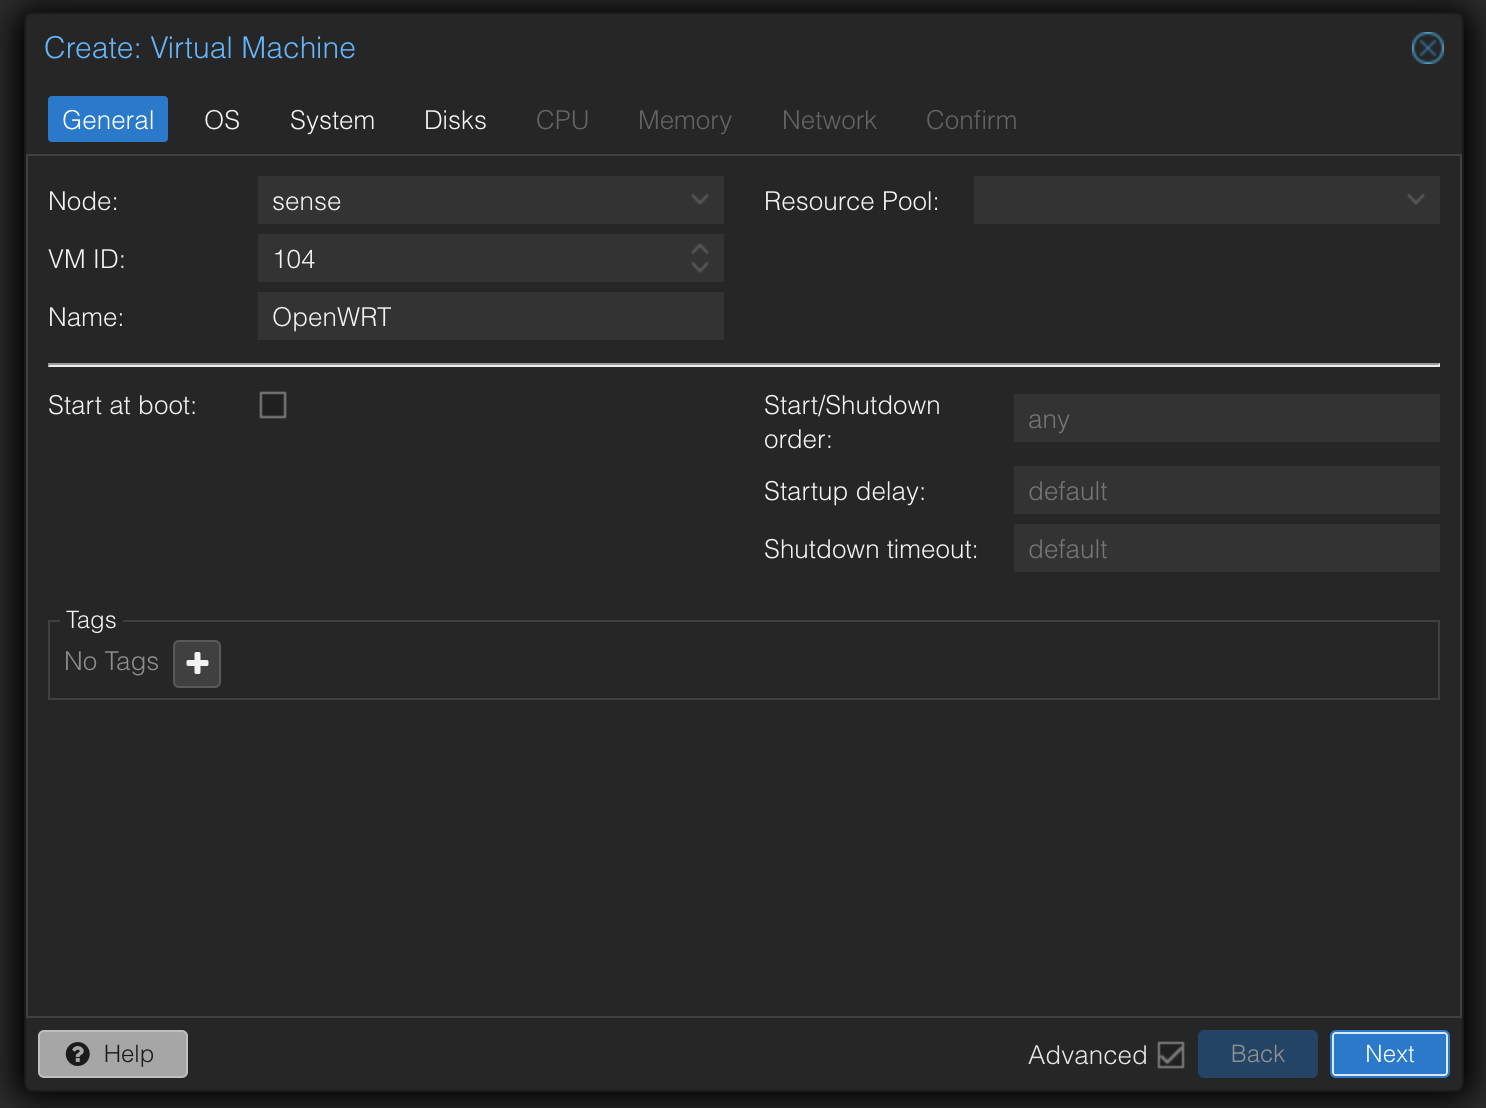 Create: Virtual Machine
General OS System Disks CPU Memory Network Confirm
Node: sense Resource Pool:
VM ID: 104
Name: OpenWRT
Start at boot: Start/Shutdown
order: any
Startup delay: default
Shutdown timeout: default
Tags
No Tags
Help Advanced Back Next